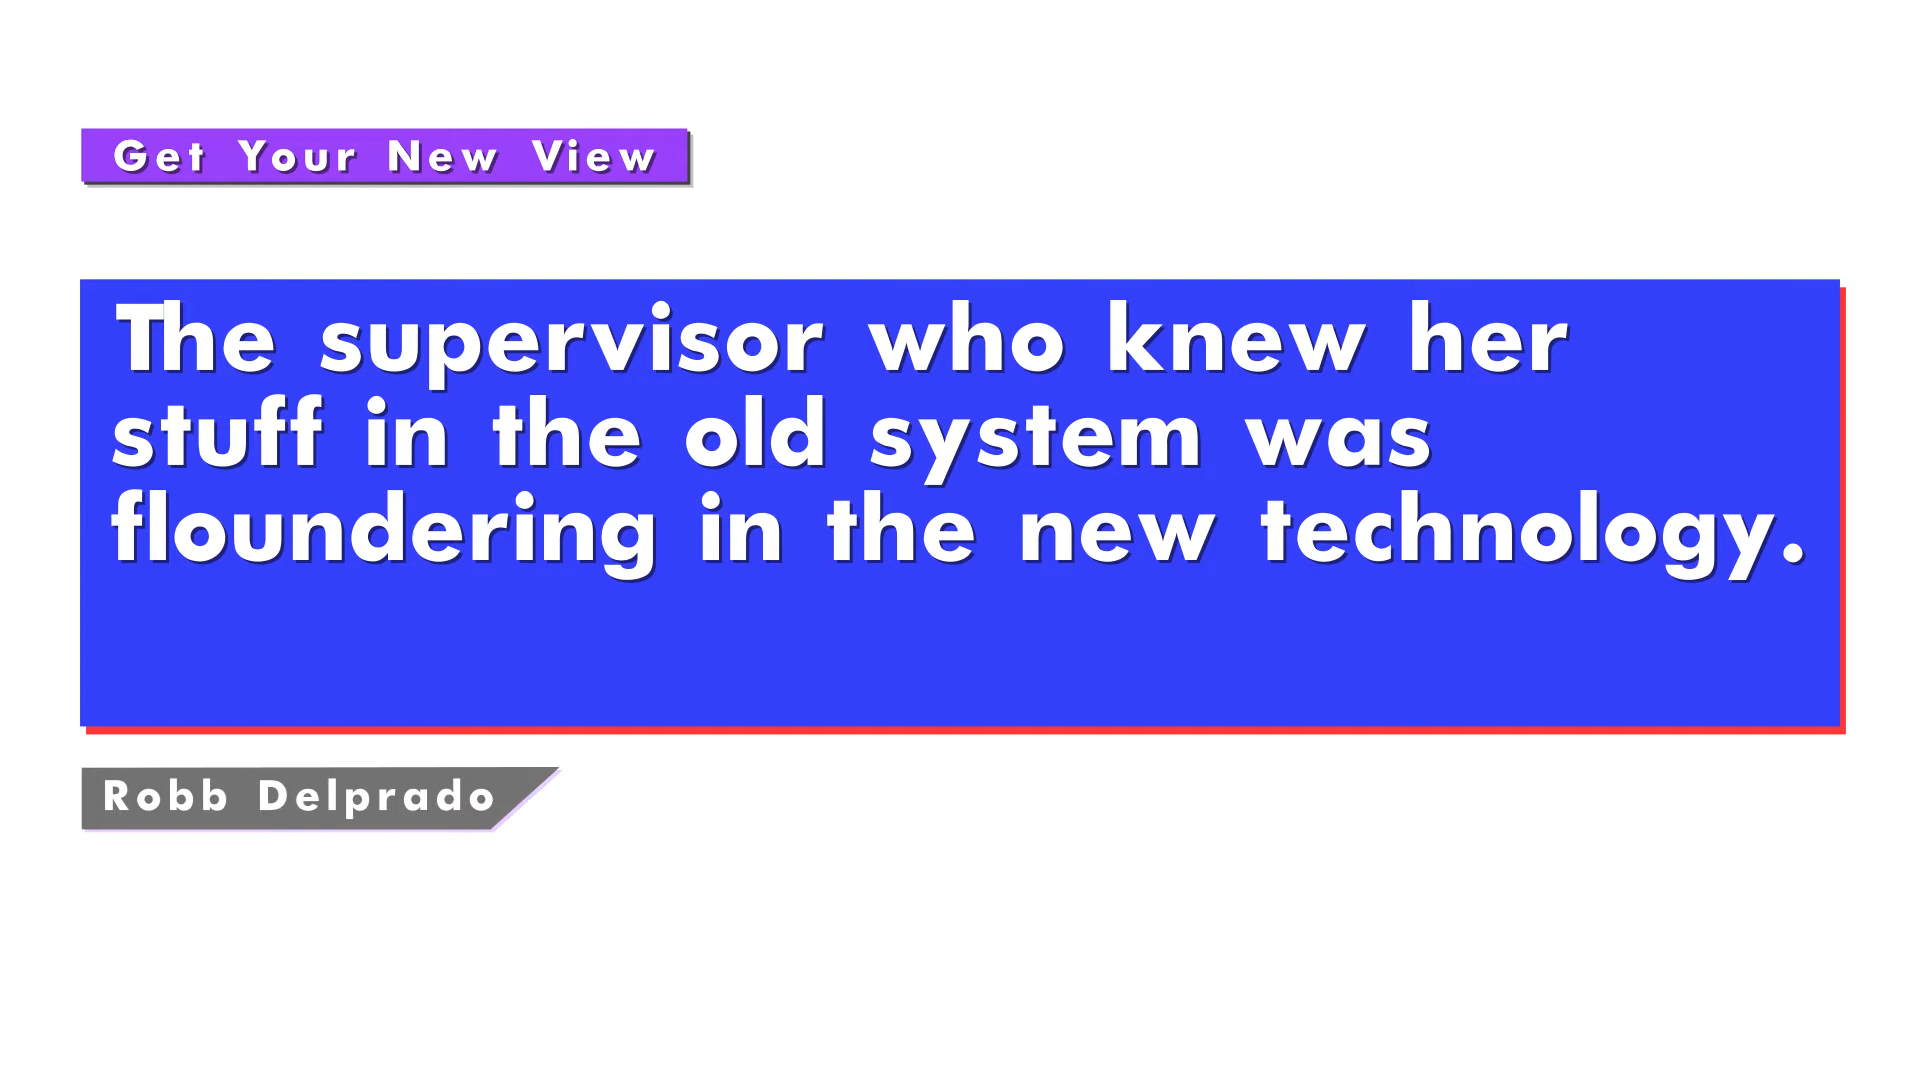 Get Your New View
The supervisor who knew her
stuff in the old system was
floundering in the new technology.
Robb Delprado